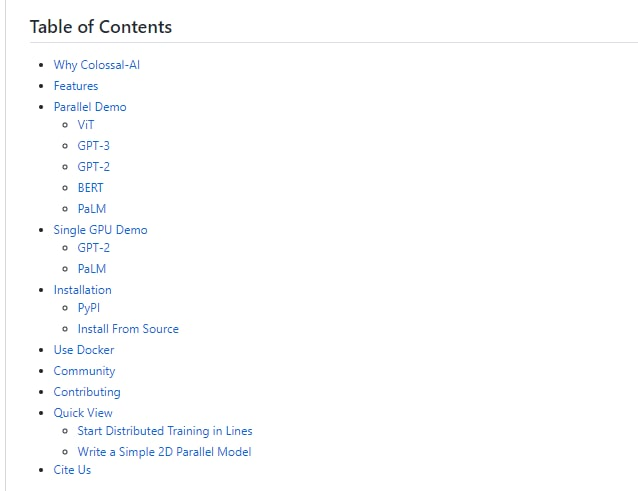 Table of Contents
Why Colossal-AI
Features
Parallel Demo
ViT
GPT-3
GPT-2
BERT
PaLM
Single GPU Demo
GPT-2
PaLM
Installation
PyPI
Install From Source
Use Docker
Community
Contributing
Quick View
Start Distributed Training in Lines
Write a Simple 2D Parallel Model
Cite Us